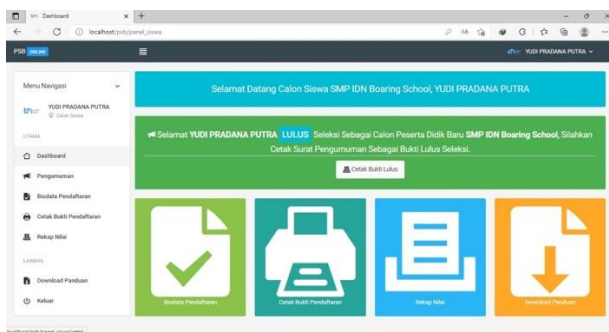 Dashboard
localhost/psb/panel_siswa
PSB ONLINE
YUDI PRADANA PUTRA
Menu Navigasi
YUDI PRADANA PUTRA
Calon Siswa
UTAMA
Dashboard
Pengumuman
Biodata Pendaftaran
Cetak Bukti Pendaftaran
Rekap Nilai
LAINNYA
Download Panduan
Keluar
Selamat Datang Calon Siswa SMP IDN Boaring School, YUDI PRADANA PUTRA
Selamat YUDI PRADANA PUTRA LULUS Seleksi Sebagai Calon Peserta Didik Baru SMP IDN Boaring School, Silahkan
Cetak Surat Pengumuman Sebagai Bukti Lulus Seleksi.
Cetak Bukti Lulus
Biodata Pendaftaran
Cetak Bukti Pendaftaran
Rekap Nilai
Download Panduan